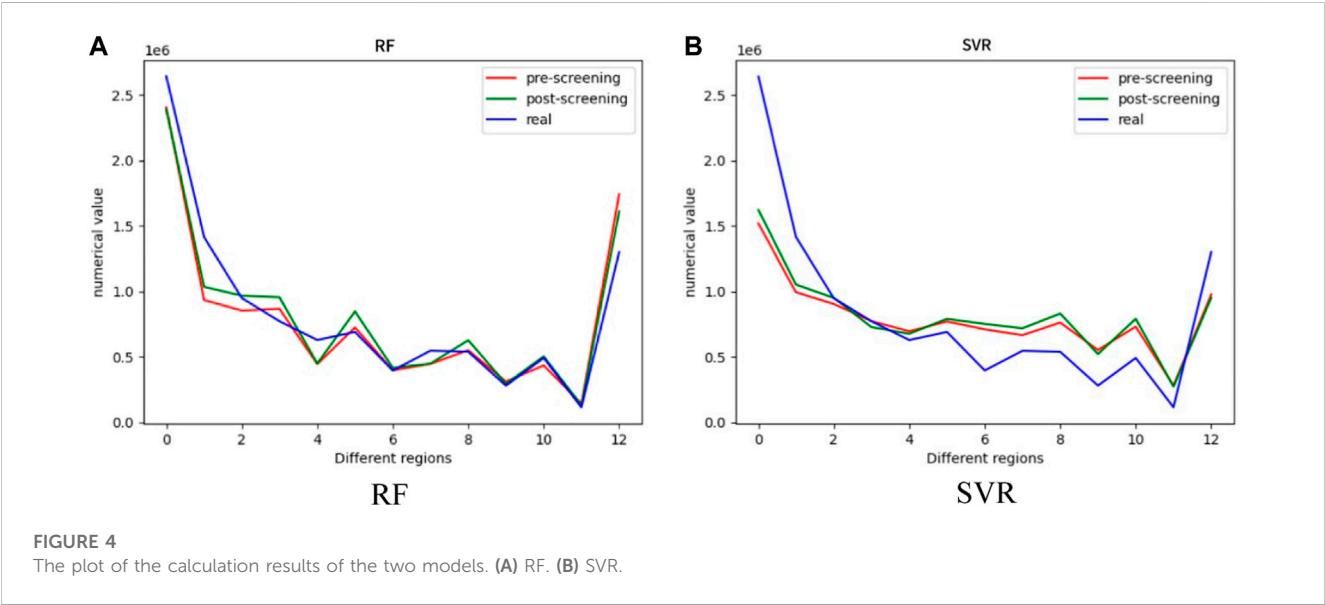 A
RF
1e6
pre-screening
post-screening
real
numerical value
2.5
2.0
1.5
1.0
0.5
0.0
0 2 4 6 8 10 12
Different regions
RF
B
SVR
1e6
pre-screening
post-screening
real
numerical value
2.5
2.0
1.5
1.0
0.5
0.0
0 2 4 6 8 10 12
Different regions
SVR
FIGURE 4
The plot of the calculation results of the two models. (A) RF. (B) SVR.